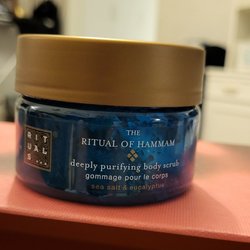 RIT
UAL
S...
THE
RITUAL OF HAMMAM
deeply purifying body scrub
gommage pour le corps
sea salt & eucalyptus